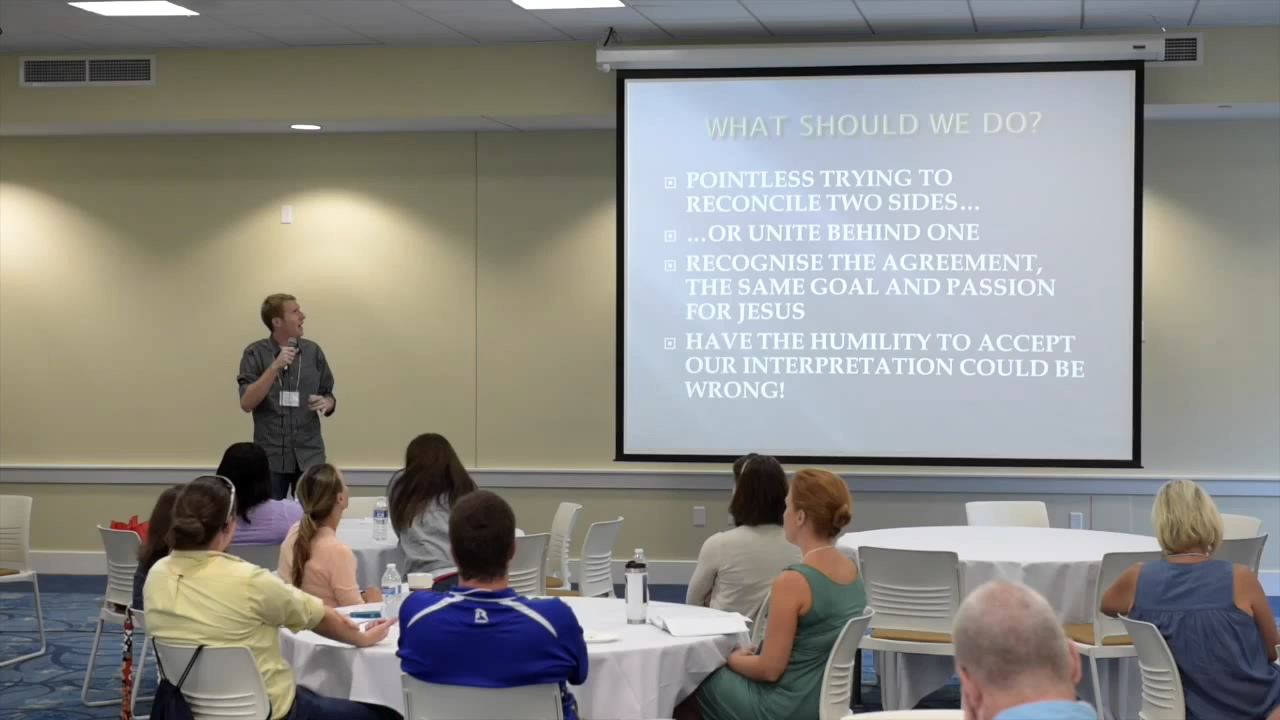 WHAT SHOULD WE DO?
POINTLESS TRYING TO
RECONCILE TWO SIDES...
...OR UNITE BEHIND ONE
RECOGNISE THE AGREEMENT,
THE SAME GOAL AND PASSION
FOR JESUS
HAVE THE HUMILITY TO ACCEPT
OUR INTERPRETATION COULD BE
WRONG!